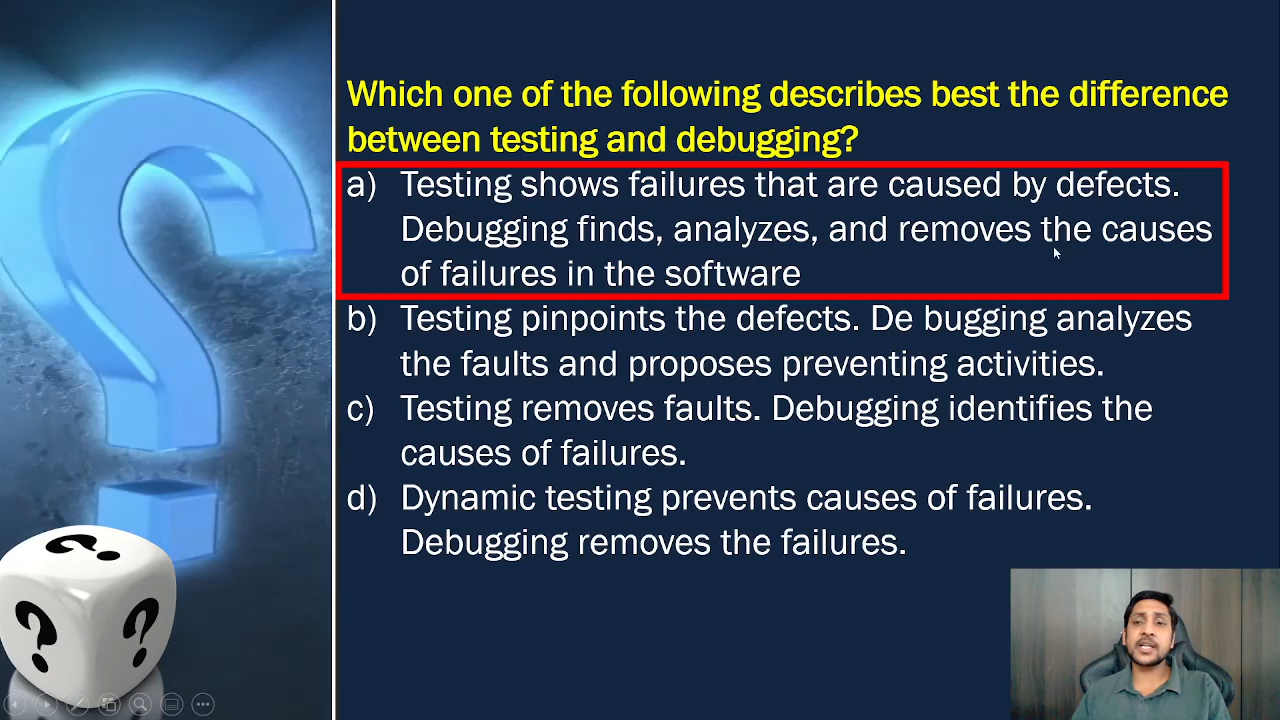 Which one of the following describes best the difference
between testing and debugging?
a) Testing shows failures that are caused by defects.
Debugging finds, analyzes, and removes the causes
of failures in the software
b) Testing pinpoints the defects. De bugging analyzes
the faults and proposes preventing activities.
c) Testing removes faults. Debugging identifies the
causes of failures.
d) Dynamic testing prevents causes of failures.
Debugging removes the failures.